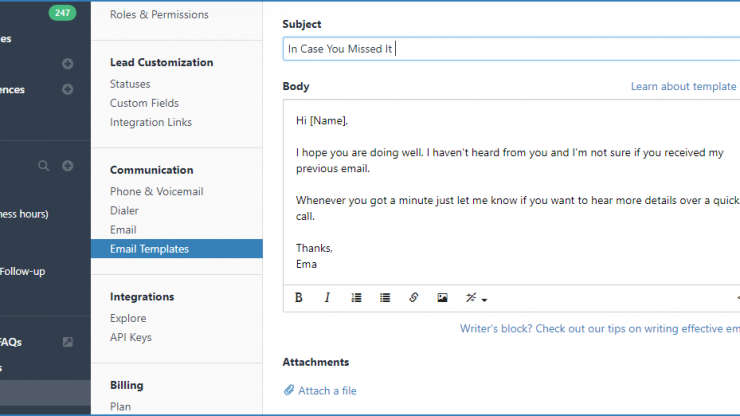 247
es
ences
ness hours)
Follow-up
FAQs
s
Roles & Permissions
Lead Customization
Statuses
Custom Fields
Integration Links
Communication
Phone & Voicemail
Dialer
Email
Email Templates
Integrations
Explore
API Keys
Billing
Plan
Subject
In Case You Missed It
Body
Learn about template
Hi [Name],
I hope you are doing well. I haven't heard from you and I'm not sure if you received my
previous email.
Whenever you got a minute just let me know if you want to hear more details over a quick
call.
Thanks,
Ema
B I
Writer's block? Check out our tips on writing effective em
Attachments
Attach a file